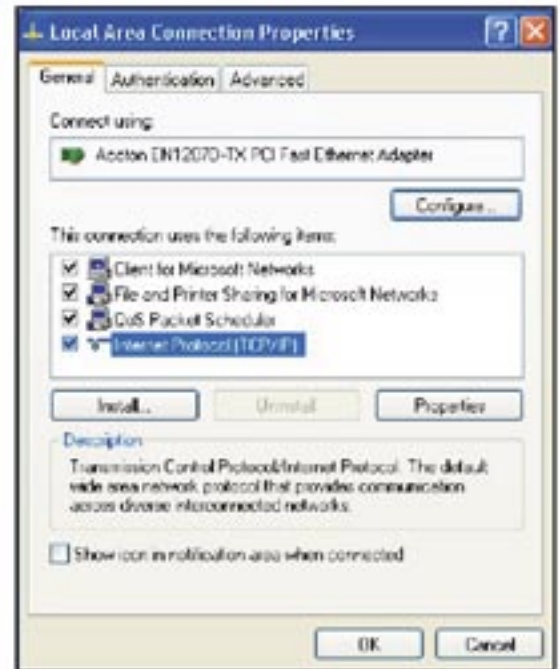 Local Area Connection Properties
General Authentication Advanced
Connect using:
Accton EN1207D-TX PCI Fast Ethernet Adapter
Configure...
This connection uses the following items:
Client for Microsoft Networks
File and Printer Sharing for Microsoft Networks
QoS Packet Scheduler
Internet Protocol (TCP/IP)
Install... Uninstall Properties
Description
Transmission Control Protocol/Internet Protocol. The default
wide area network protocol that provides communication
across diverse interconnected networks.
Show icon in notification area when connected
OK Cancel